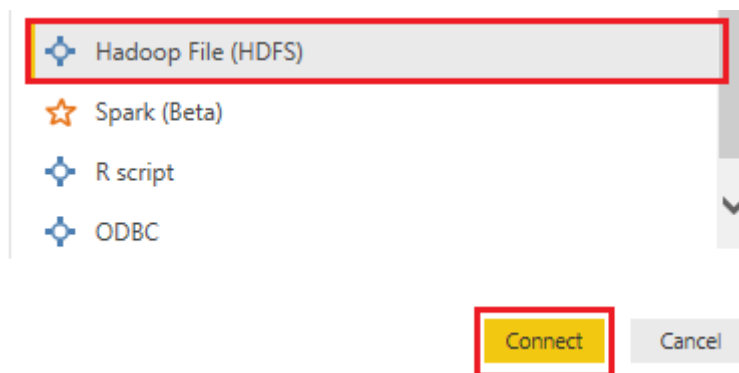 Hadoop File (HDFS)
Spark (Beta)
R script
ODBC
Connect
Cancel